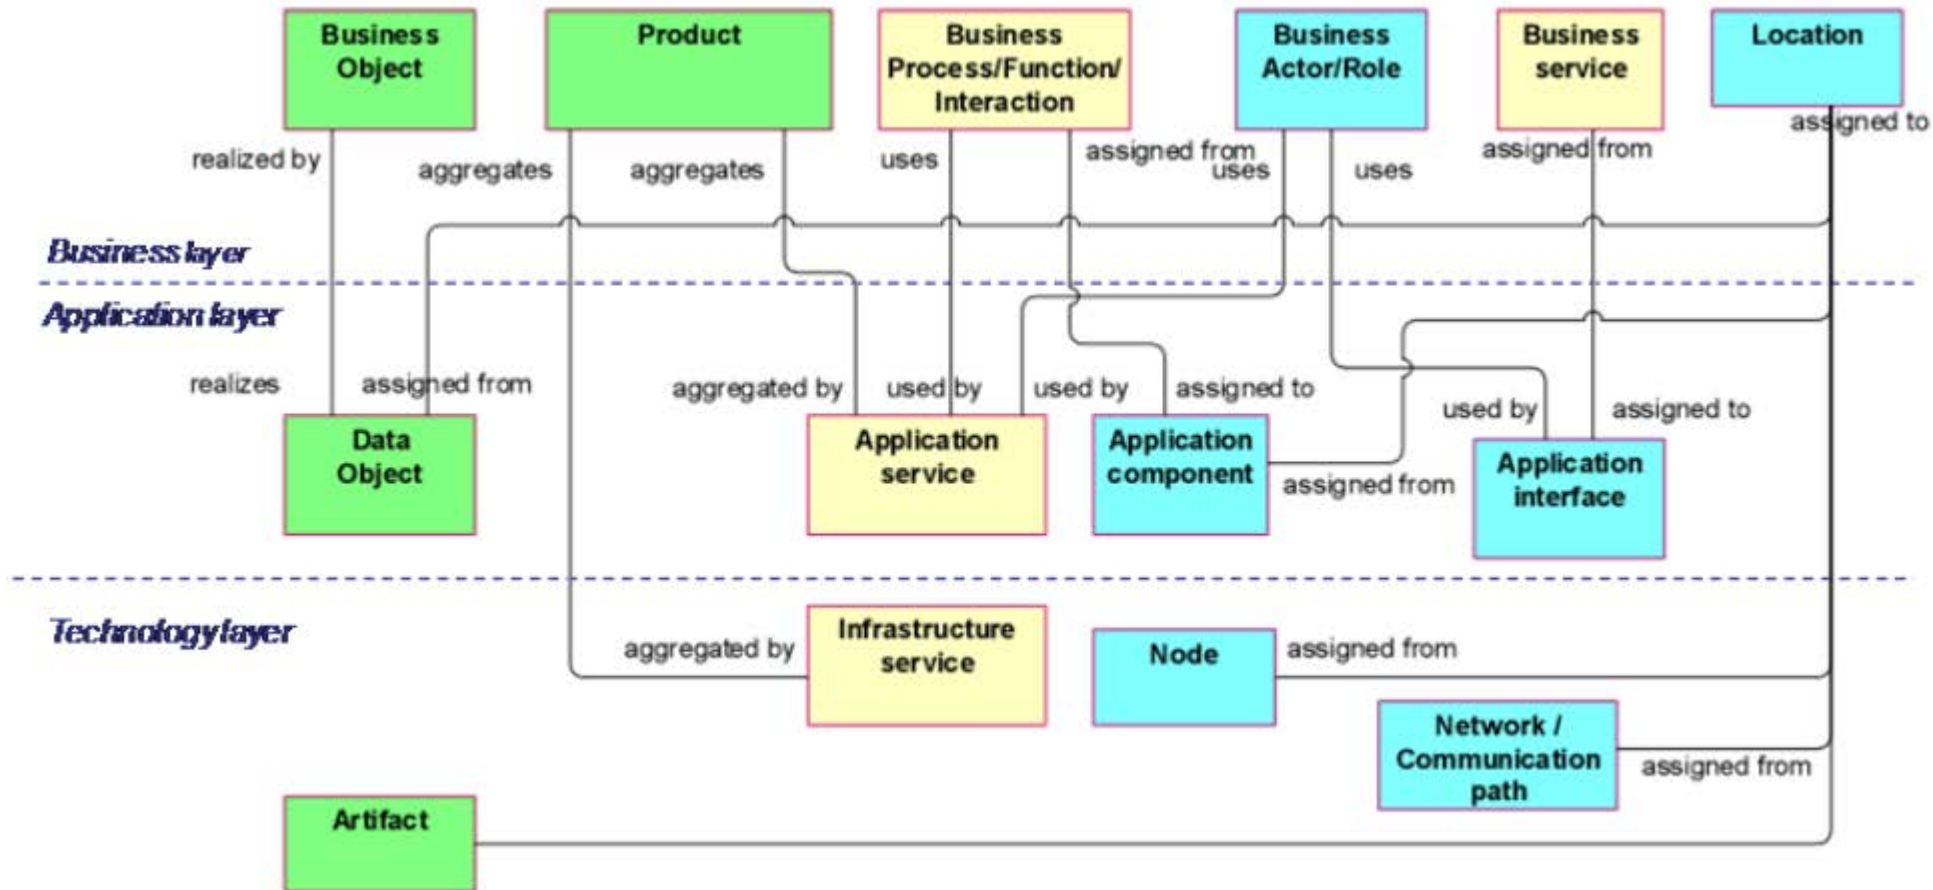 Business
Object
Product
Business
Process/Function/
Interaction
Business
Actor/Role
Business
service
Location
assigned to
realized by
aggregates
aggregates
uses
assigned from
uses
uses
assigned from
Business layer
Application layer
realizes
assigned from
aggregated by
used by
used by
assigned to
used by
assigned to
Data
Object
Application
service
Application
component
assigned from
Application
interface
Technology layer
aggregated by
Infrastructure
service
Node
assigned from
Network /
Communication
path
assigned from
Artifact